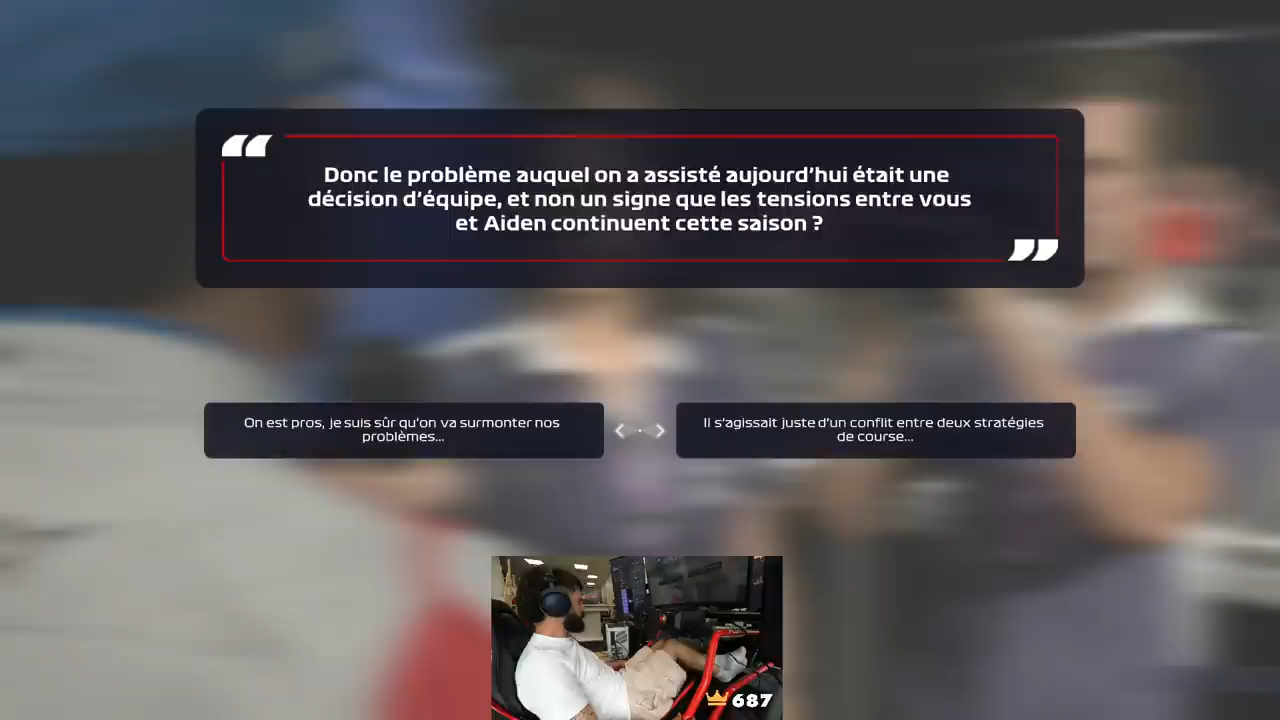 Donc le problème auquel on a assisté aujourd'hui était une
décision d'équipe, et non un signe que les tensions entre vous
et Aiden continuent cette saison ?
On est pros, je suis sûr qu'on va surmonter nos
problèmes...
Il s'agissait juste d'un conflit entre deux stratégies
de course...
687